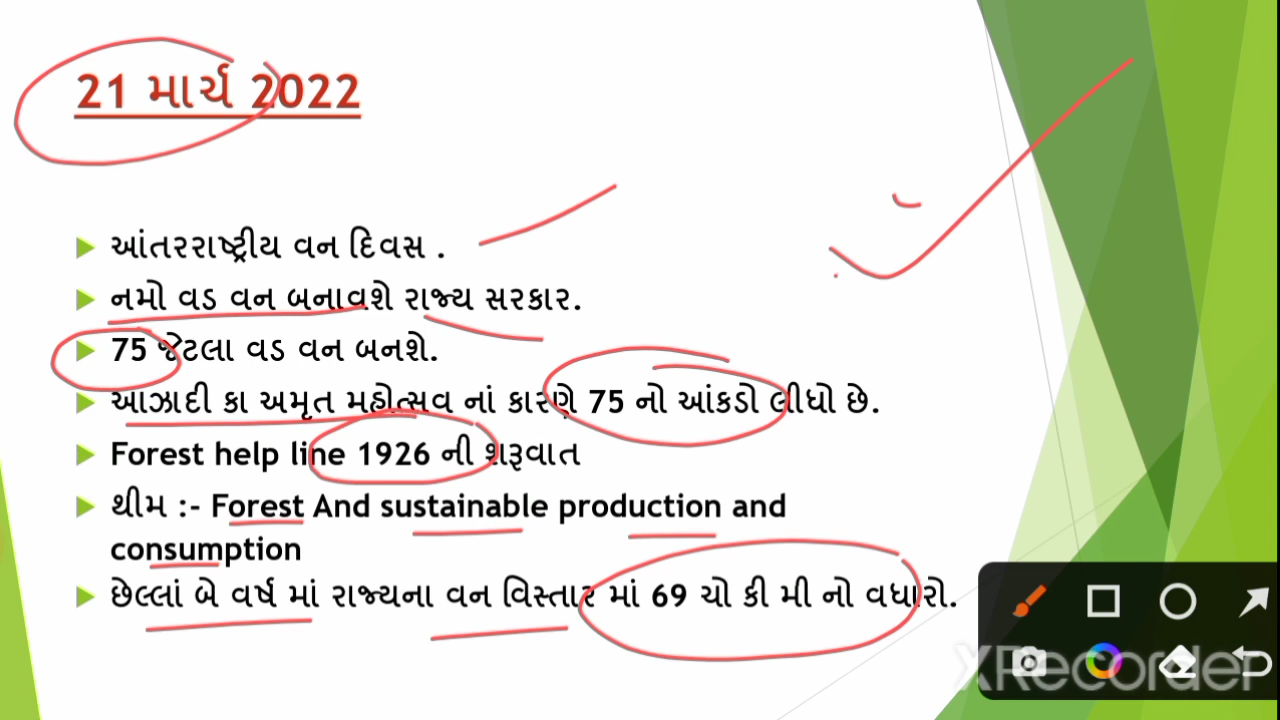 21 માર્ચ 2022
આંતરરાષ્ટ્રીય વન દિવસ .
નમો વડ વન બનાવશે રાજ્ય સરકાર.
75 જેટલા વડ વન બનશે.
આઝાદી કા અમૃત મહોત્સવ નાં કારણે 75 નો આંકડો લીધો છે.
Forest help line 1926 ની શરૂવાત
થીમ :- Forest And sustainable production and
consumption
છેલ્લાં બે વર્ષ માં રાજ્યના વન વિસ્તાર માં 69 ચો કી મી નો વધારો.
XRecorder